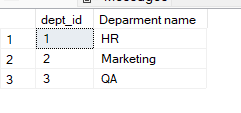 dept_id Deparment name
1 1 HR
2 2 Marketing
3 3 QA